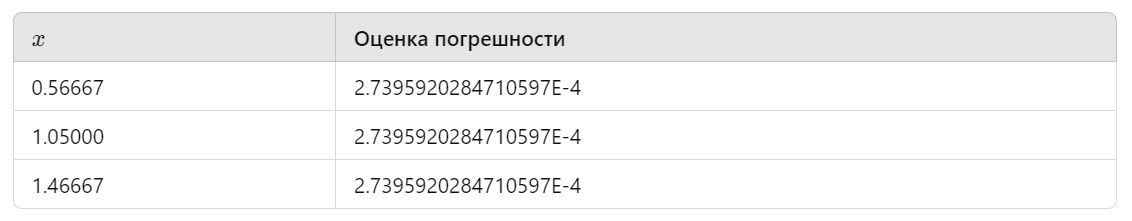 x Оценка погрешности
0.56667 2.7395920284710597E-4
1.05000 2.7395920284710597E-4
1.46667 2.7395920284710597E-4